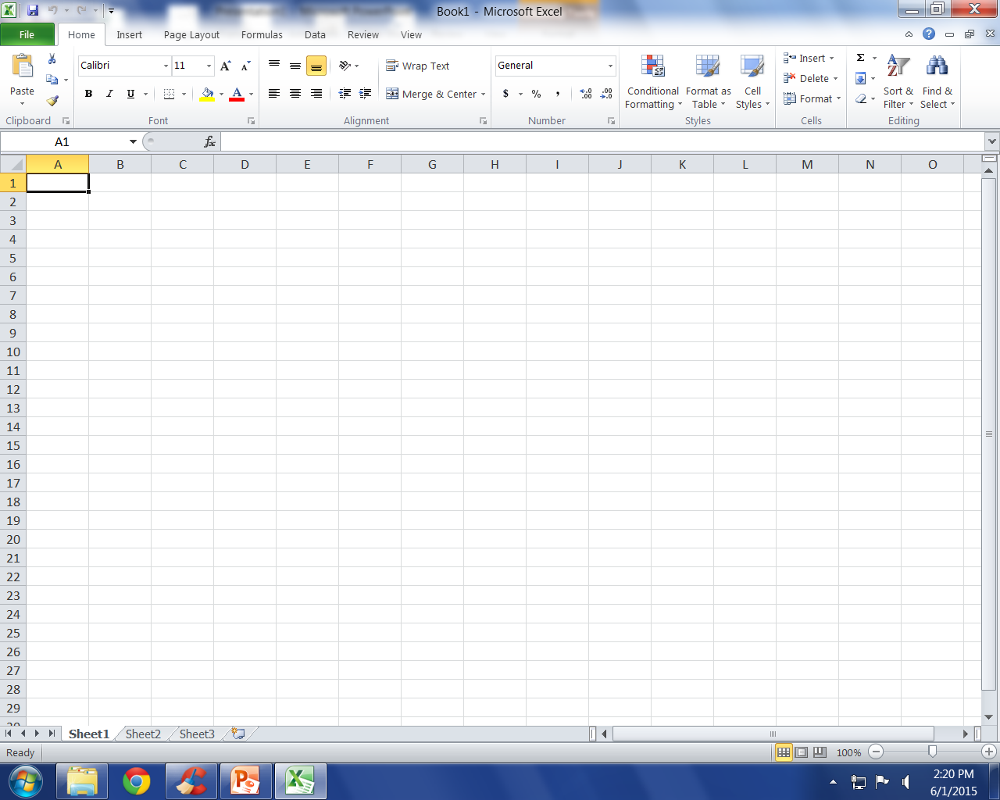 Book1 - Microsoft Excel
File Home Insert Page Layout Formulas Data Review View
Calibri 11 Wrap Text General Insert
Delete
Paste B I U Merge & Center $ % , .00 .0 Conditional Formatting Format as Table Cell Styles Format Σ Sort & Filter Find & Select
Clipboard Font Alignment Number Styles Cells Editing
A1 fx
A B C D E F G H I J K L M N O
1
2
3
4
5
6
7
8
9
10
11
12
13
14
15
16
17
18
19
20
21
22
23
24
25
26
27
28
29
Sheet1 Sheet2 Sheet3
Ready 100%
2:20 PM
6/1/2015